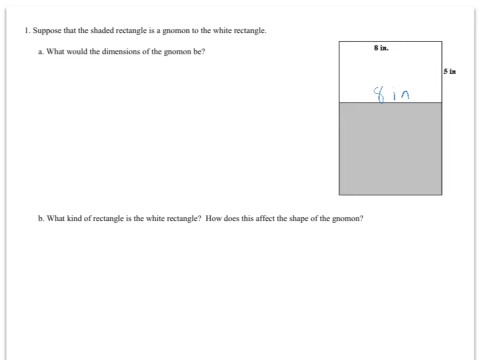 1. Suppose that the shaded rectangle is a gnomon to the white rectangle.
a. What would the dimensions of the gnomon be?
8 in.
5 in
8 in
b. What kind of rectangle is the white rectangle?  How does this affect the shape of the gnomon?